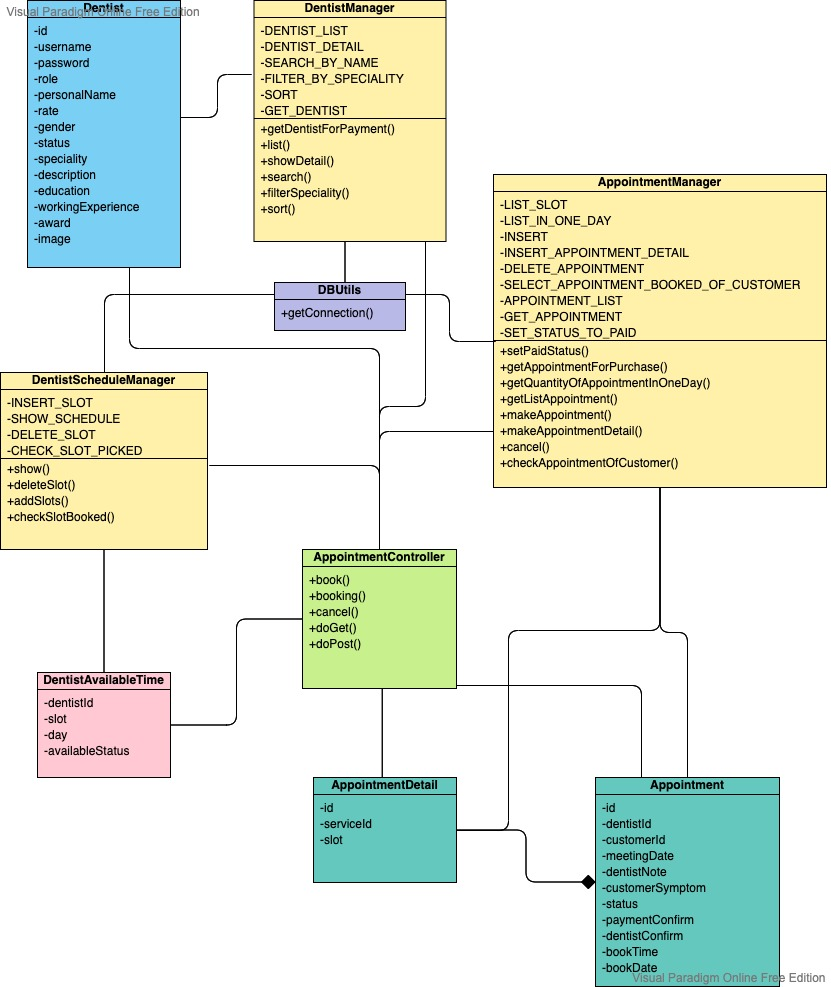 Visual Paradigm Online Free Edition
Dentist
-id
-username
-password
-role
-personalName
-rate
-gender
-status
-speciality
-description
-education
-workingExperience
-award
-image
DentistManager
-DENTIST_LIST
-DENTIST_DETAIL
-SEARCH_BY_NAME
-FILTER_BY_SPECIALITY
-SORT
-GET_DENTIST
+getDentistForPayment()
+list()
+showDetail()
+search()
+filterSpeciality()
+sort()
AppointmentManager
-LIST_SLOT
-LIST_IN_ONE_DAY
-INSERT
-INSERT_APPOINTMENT_DETAIL
-DELETE_APPOINTMENT
-SELECT_APPOINTMENT_BOOKED_OF_CUSTOMER
-APPOINTMENT_LIST
-GET_APPOINTMENT
-SET_STATUS_TO_PAID
+setPaidStatus()
+getAppointmentForPurchase()
+getQuantityOfAppointmentInOneDay()
+getListAppointment()
+makeAppointment()
+makeAppointmentDetail()
+cancel()
+checkAppointmentOfCustomer()
DBUtils
+getConnection()
DentistScheduleManager
-INSERT_SLOT
-SHOW_SCHEDULE
-DELETE_SLOT
-CHECK_SLOT_PICKED
+show()
+deleteSlot()
+addSlots()
+checkSlotBooked()
AppointmentController
+book()
+booking()
+cancel()
+doGet()
+doPost()
DentistAvailableTime
-dentistId
-slot
-day
-availableStatus
AppointmentDetail
-id
-serviceId
-slot
Appointment
-id
-dentistId
-customerId
-meetingDate
-dentistNote
-customerSymptom
-status
-paymentConfirm
-dentistConfirm
-bookTime
-bookDate
Visual Paradigm Online Free Edition